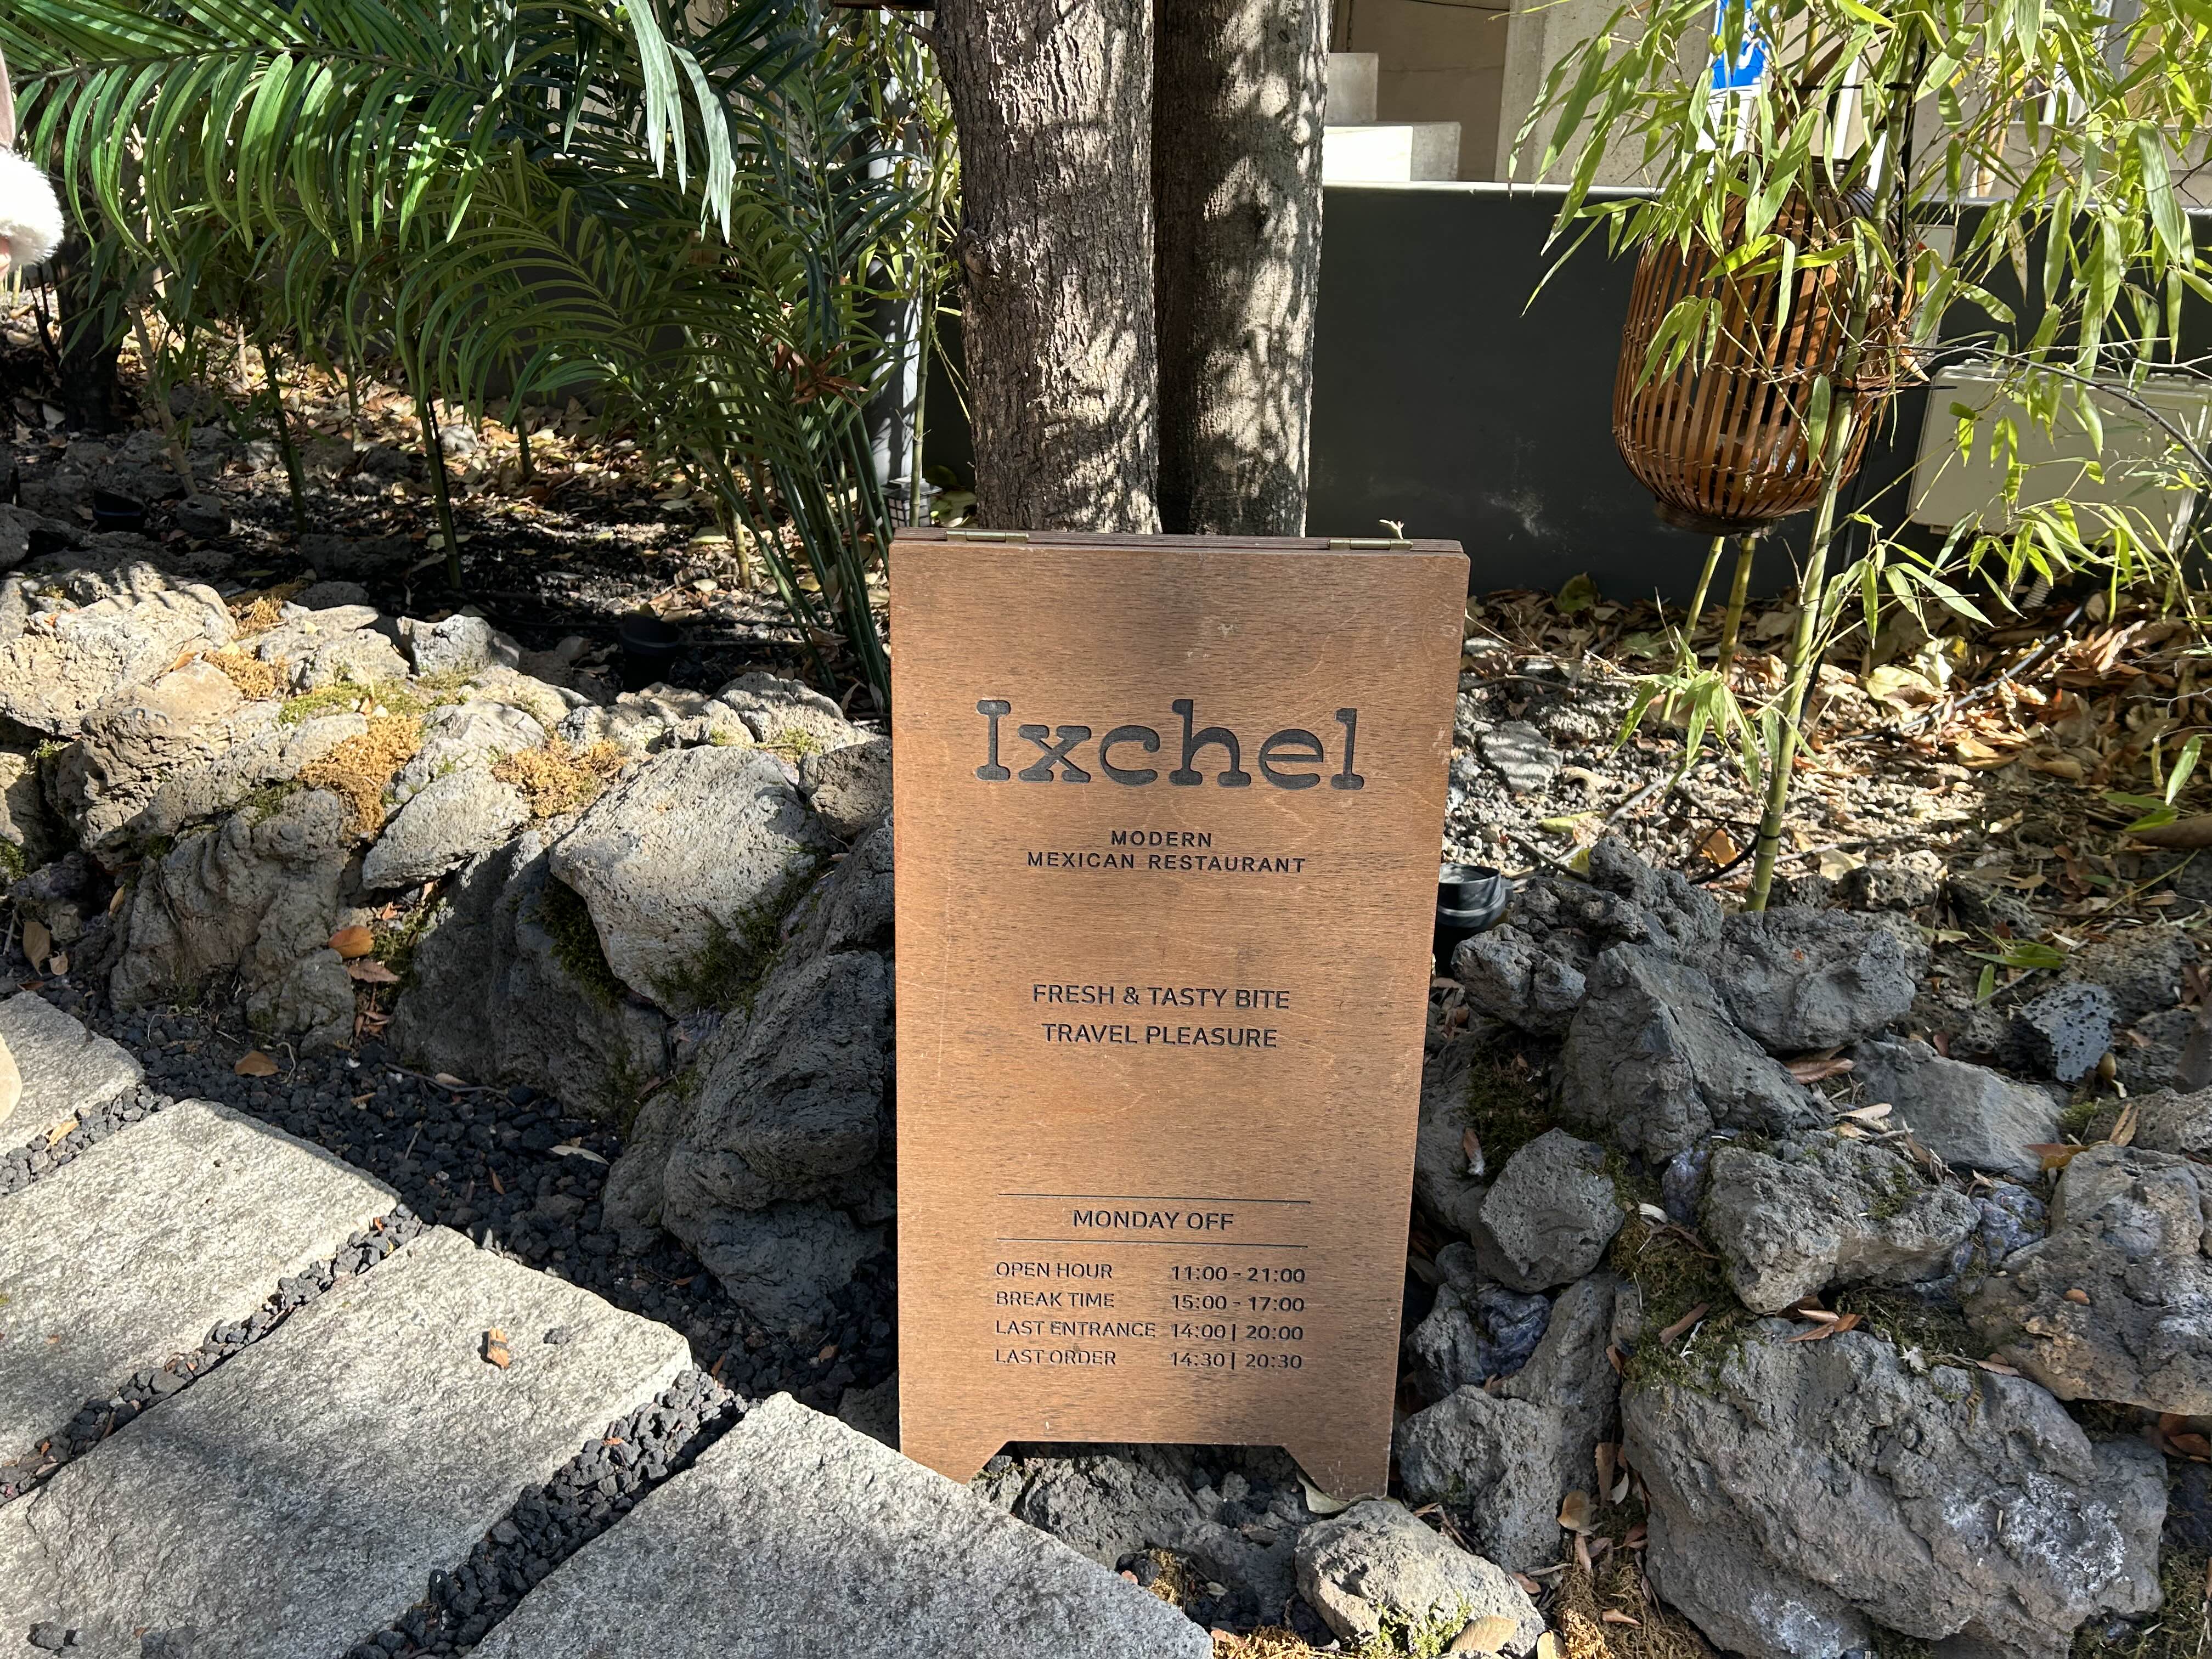 Ixchel
MODERN
MEXICAN RESTAURANT
FRESH & TASTY BITE
TRAVEL PLEASURE
MONDAY OFF
OPEN HOUR 11:00 - 21:00
BREAK TIME 15:00 - 17:00
LAST ENTRANCE 14:00 | 20:00
LAST ORDER 14:30 | 20:30